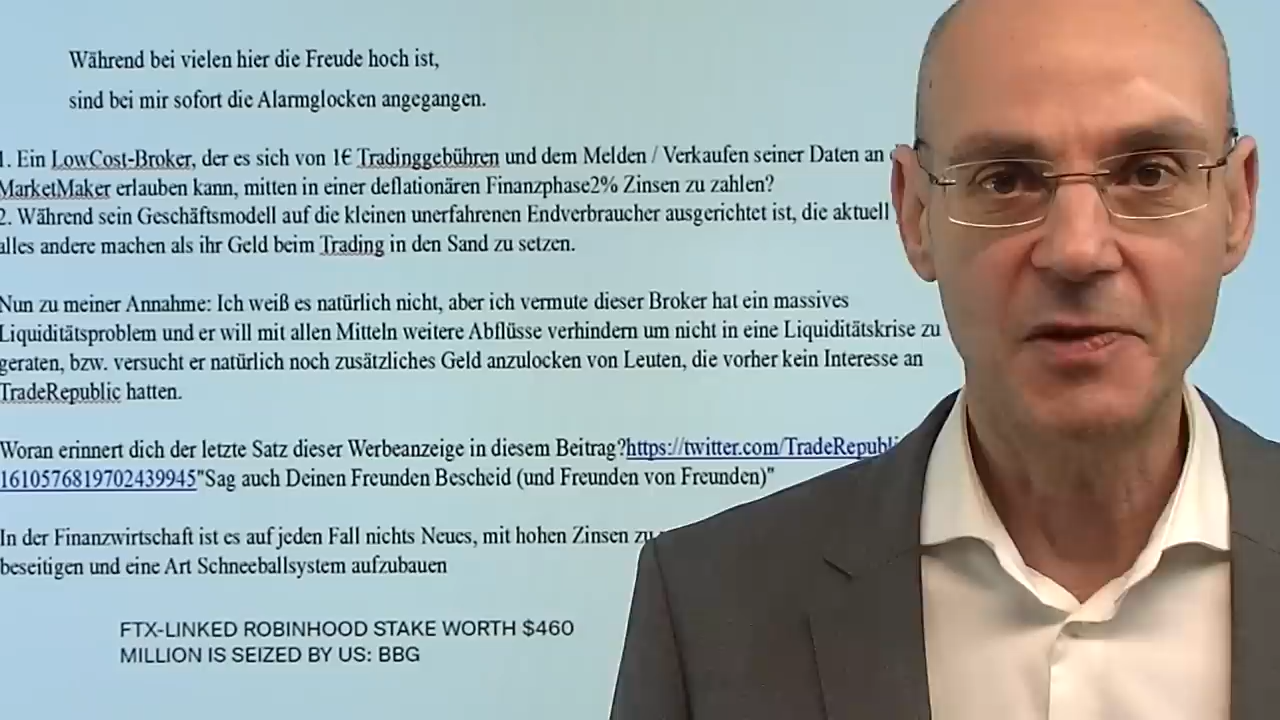 Während bei vielen hier die Freude hoch ist,
sind bei mir sofort die Alarmglocken angegangen.
1. Ein LowCost-Broker, der es sich von 1€ Tradinggebühren und dem Melden / Verkaufen seiner Daten an
MarketMaker erlauben kann, mitten in einer deflationären Finanzphase2% Zinsen zu zahlen?
2. Während sein Geschäftsmodell auf die kleinen unerfahrenen Endverbraucher ausgerichtet ist, die aktuell
alles andere machen als ihr Geld beim Trading in den Sand zu setzen.
Nun zu meiner Annahme: Ich weiß es natürlich nicht, aber ich vermute dieser Broker hat ein massives
Liquiditätsproblem und er will mit allen Mitteln weitere Abflüsse verhindern um nicht in eine Liquiditätskrise zu
geraten, bzw. versucht er natürlich noch zusätzliches Geld anzulocken von Leuten, die vorher kein Interesse an
TradeRepublic hatten.
Woran erinnert dich der letzte Satz dieser Werbeanzeige in diesem Beitrag?https://twitter.com/TradeRepubli
1610576819702439945"Sag auch Deinen Freunden Bescheid (und Freunden von Freunden)"
In der Finanzwirtschaft ist es auf jeden Fall nichts Neues, mit hohen Zinsen zu
beseitigen und eine Art Schneeballsystem aufzubauen
FTX-LINKED ROBINHOOD STAKE WORTH $460
MILLION IS SEIZED BY US: BBG